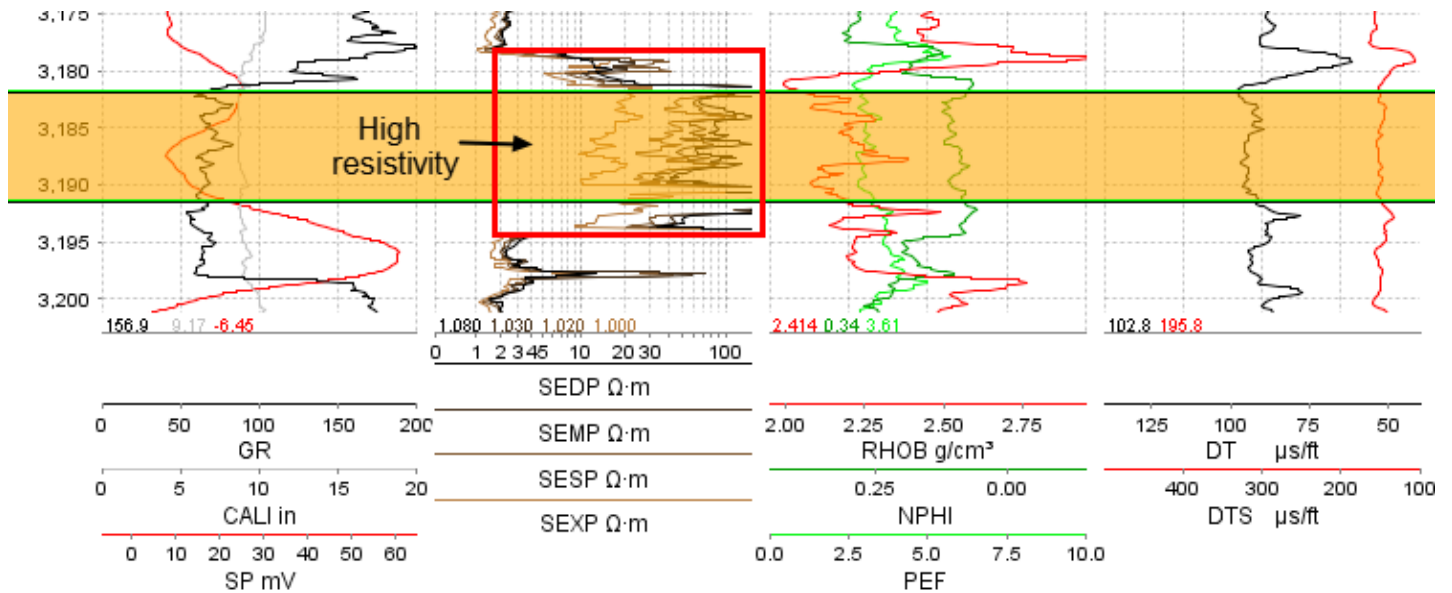 3,175
3,180
3,185
3,190
3,195
3,200
High
resistivity
156.9 9.17 -6.45
1.080 1.030 1.020 1.000
2.414 0.34 3.61
102.8 195.8
0 1 2 3 4 5 10 20 30 100
SEDP Ω·m
SEMP Ω·m
SESP Ω·m
SEXP Ω·m
0 50 100 150 200
GR
0 5 10 15 20
CALI in
0 10 20 30 40 50 60
SP mV
2.00 2.25 2.50 2.75
RHOB g/cm³
0.25 0.00
NPHI
0.0 2.5 5.0 7.5 10.0
PEF
125 100 75 50
DT µs/ft
400 300 200 100
DTS µs/ft